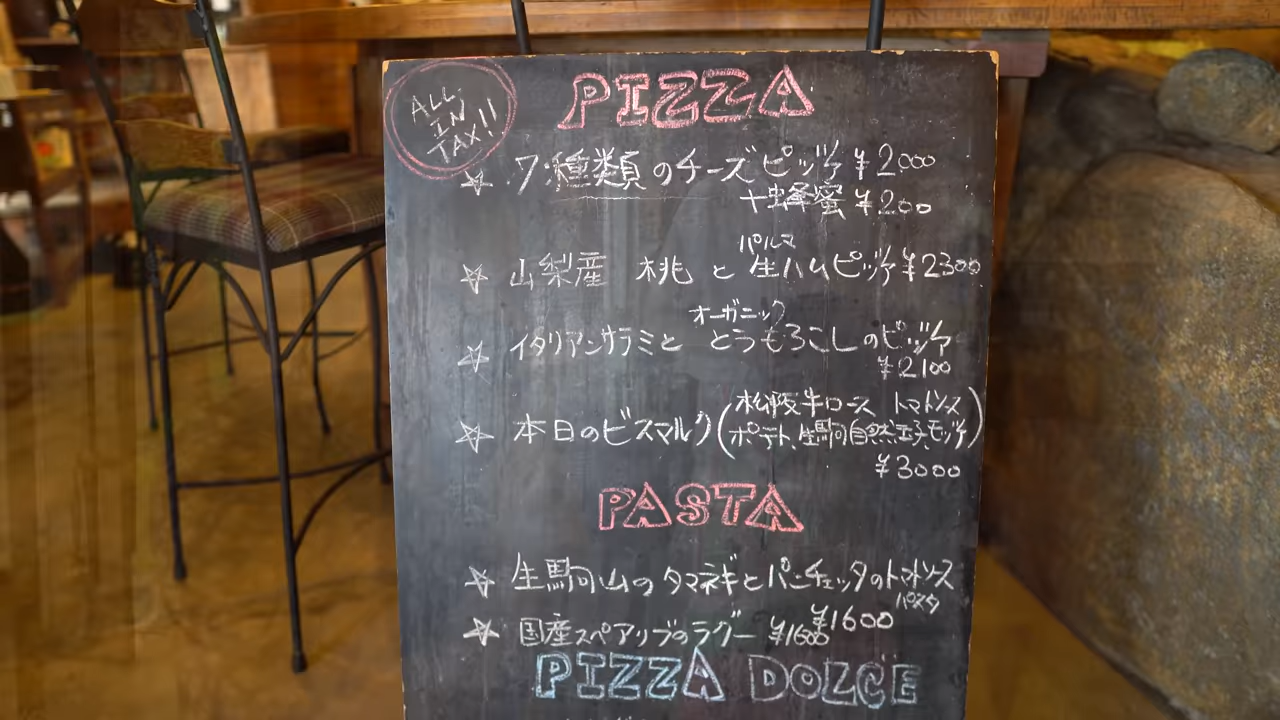 ALL
IN
TAX!!
PIZZA
☆ 7種類のチーズピッツァ ¥2000
+蜂蜜 ¥200
パルマ
☆ 山梨産 桃と生ハムピッツァ ¥2300
オーガニック
☆ イタリアンサラミと とうもろこしのピッツァ
¥2100
☆ 本日のビスマルク(松阪牛ロース トマトソース
ポテト、生駒自然玉子、モッツァ)
¥3000
PASTA
☆ 生駒山のタマネギとパンチェッタのトマトソース
パスタ
¥1600
☆ 国産スペアリブのラグー ¥1600
PIZZA DOLCE